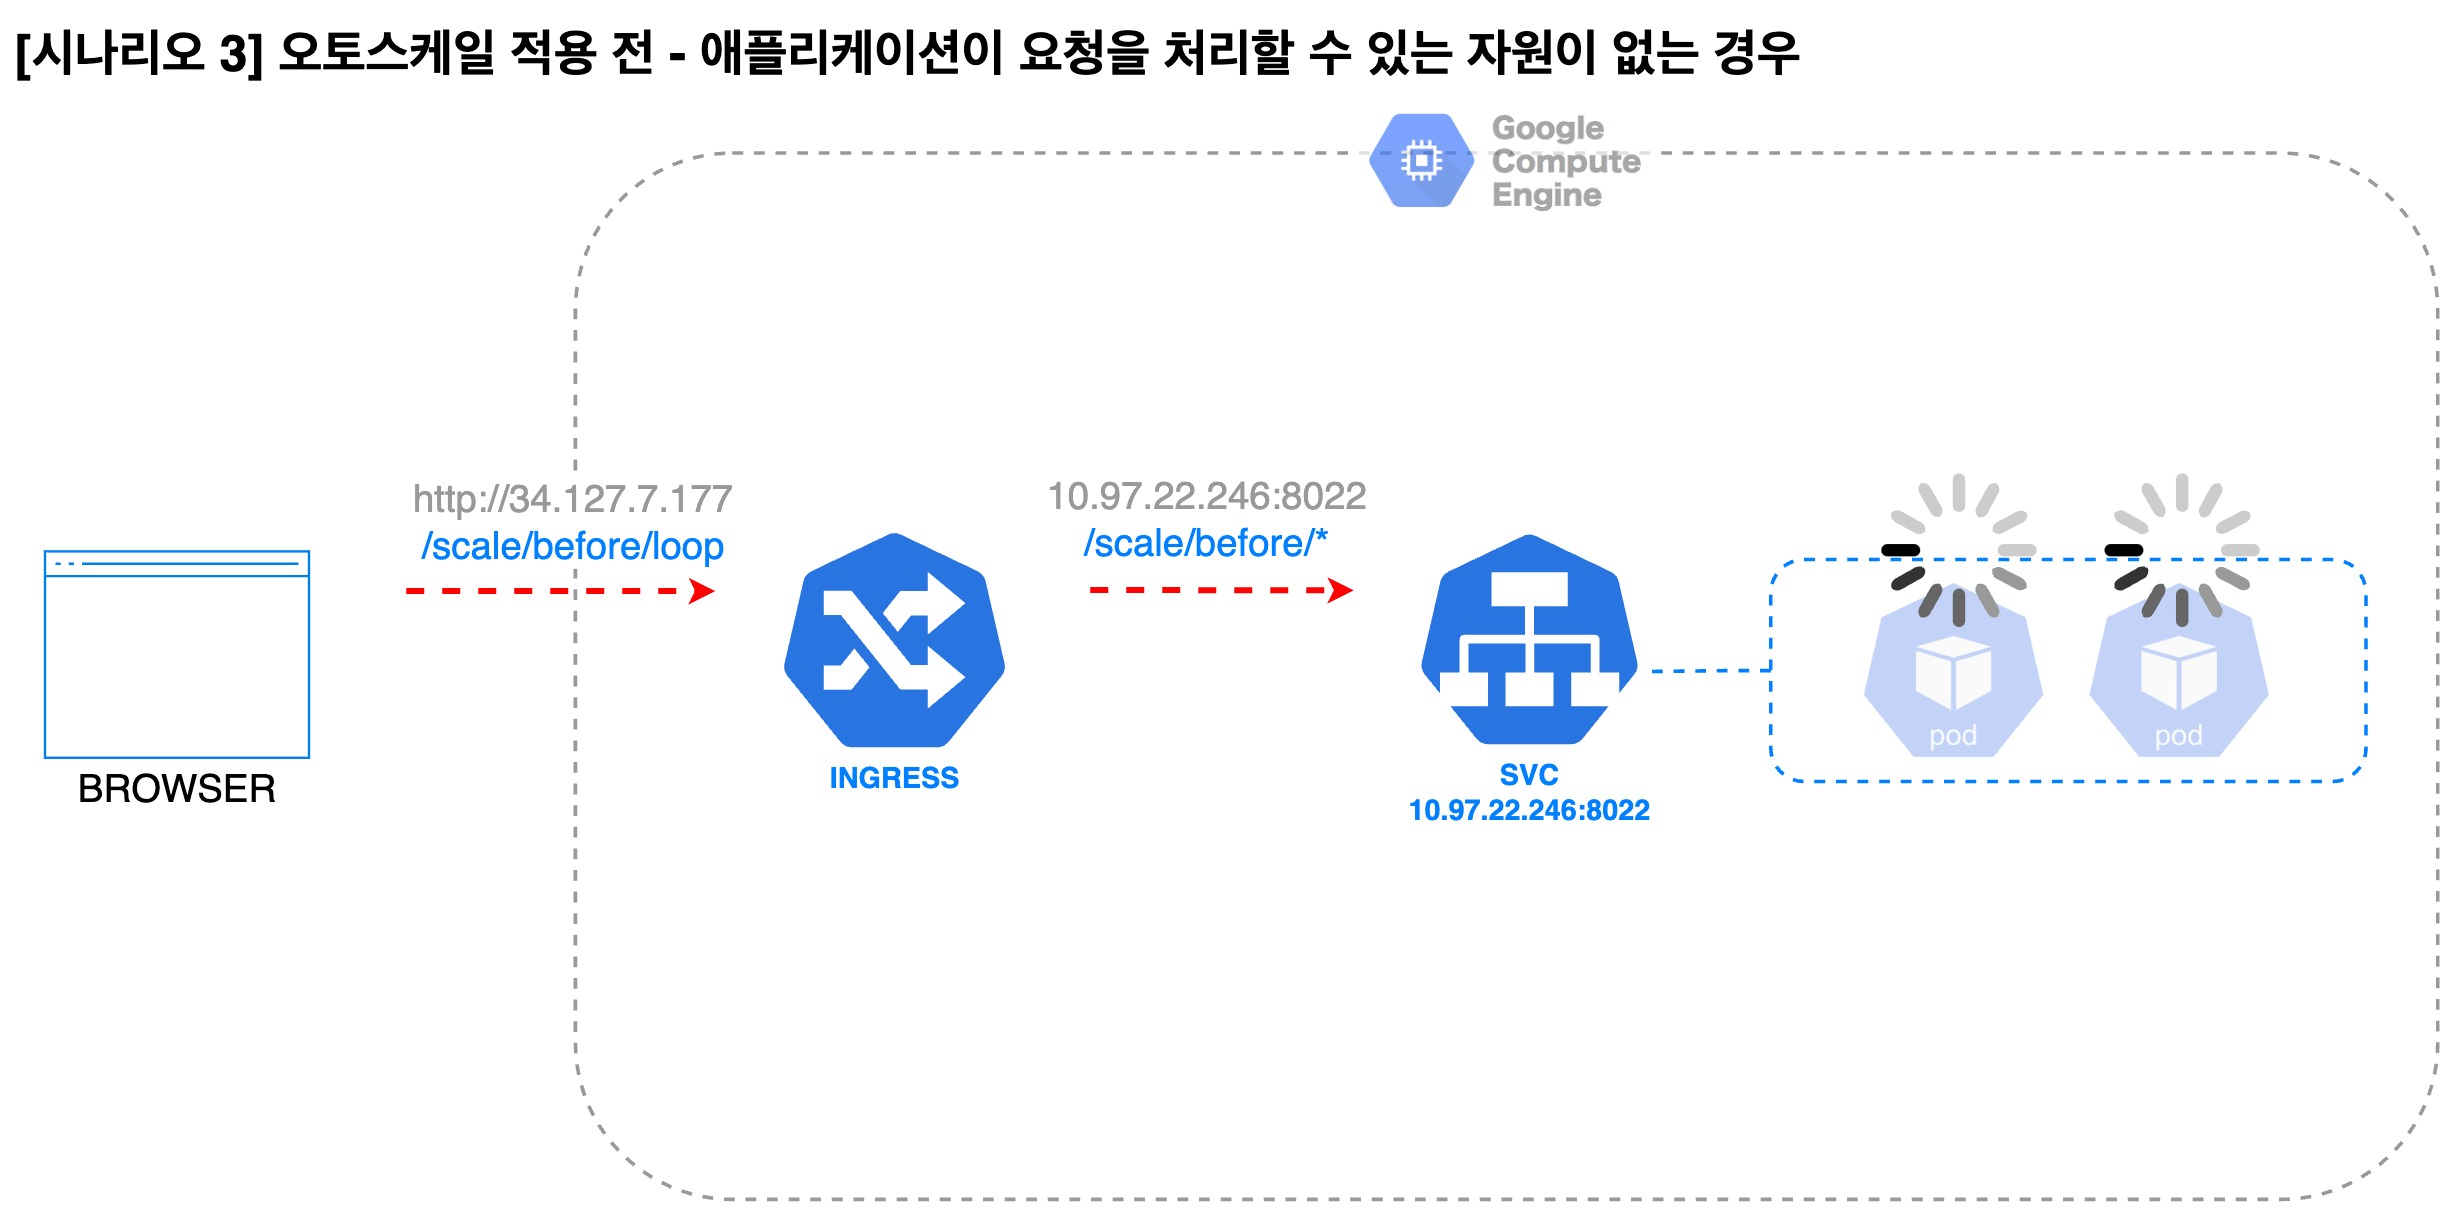 [시나리오 3] 오토스케일 적용 전 - 애플리케이션이 요청을 처리할 수 있는 자원이 없는 경우
Google
Compute
Engine
http://34.127.7.177
/scale/before/loop
10.97.22.246:8022
/scale/before/*
BROWSER
INGRESS
SVC
10.97.22.246:8022
pod
pod